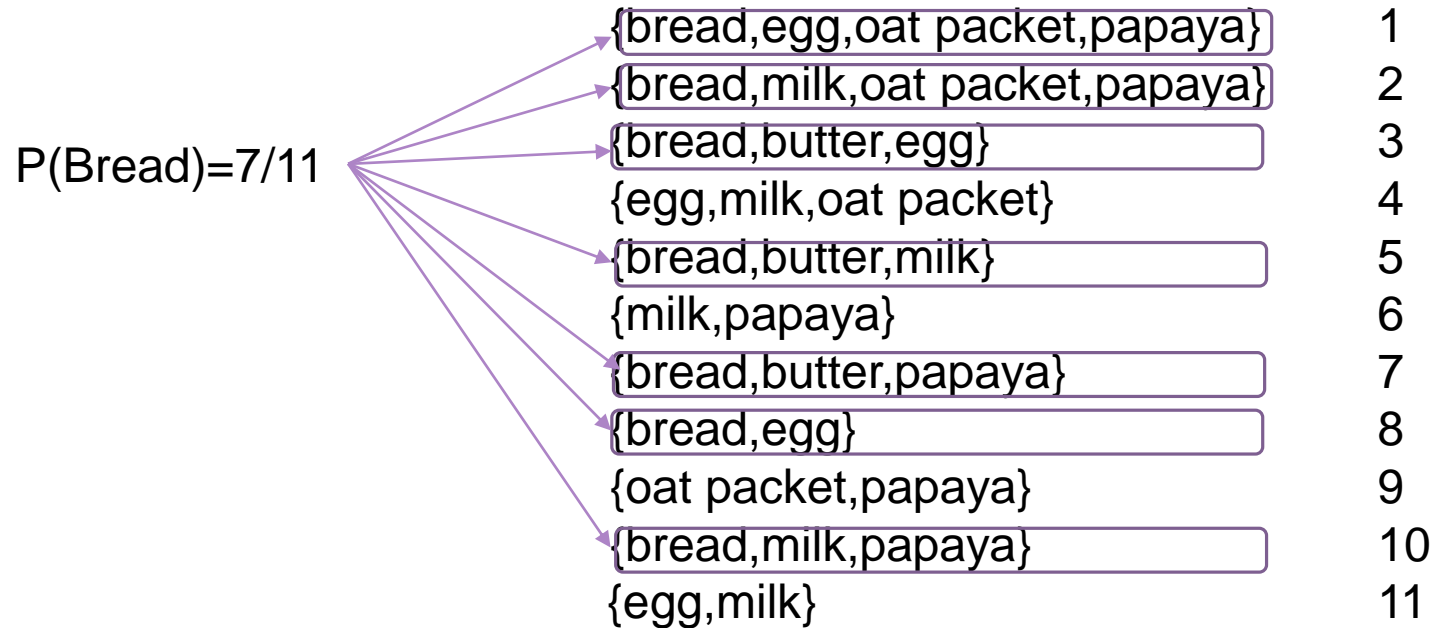 {bread,egg,oat packet,papaya} 1
{bread,milk,oat packet,papaya} 2
{bread,butter,egg} 3
P(Bread)=7/11
{egg,milk,oat packet} 4
{bread,butter,milk} 5
{milk,papaya} 6
{bread,butter,papaya} 7
{bread,egg} 8
{oat packet,papaya} 9
{bread,milk,papaya} 10
{egg,milk} 11